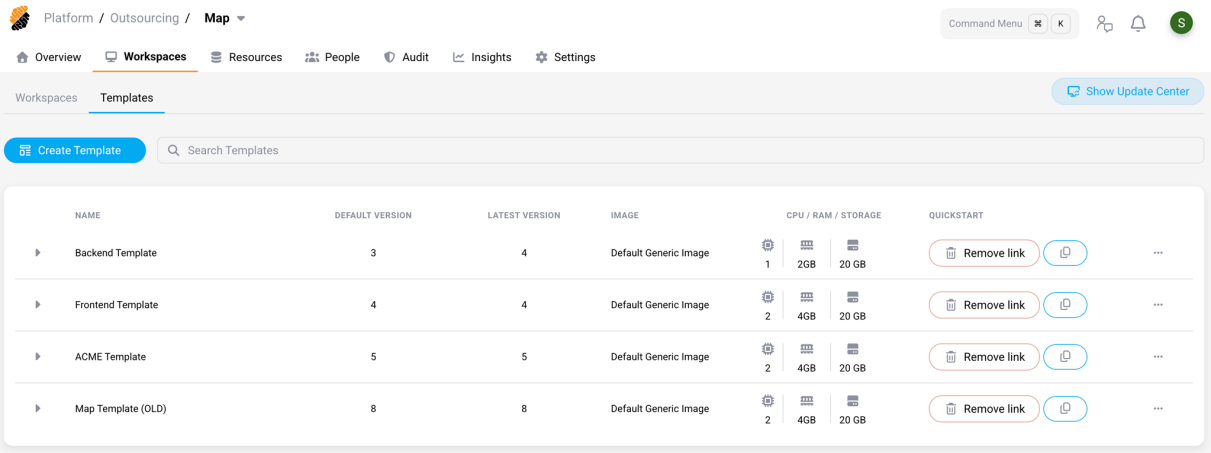 Platform / Outsourcing / Map
Command Menu ⌘ K
S
Overview Workspaces Resources People Audit Insights Settings
Workspaces Templates
Show Update Center
Create Template
Search Templates
NAME DEFAULT VERSION LATEST VERSION IMAGE CPU / RAM / STORAGE QUICKSTART
Backend Template 3 4 Default Generic Image 1 2GB 20 GB Remove link
Frontend Template 4 4 Default Generic Image 2 4GB 20 GB Remove link
ACME Template 5 5 Default Generic Image 2 4GB 20 GB Remove link
Map Template (OLD) 8 8 Default Generic Image 2 4GB 20 GB Remove link